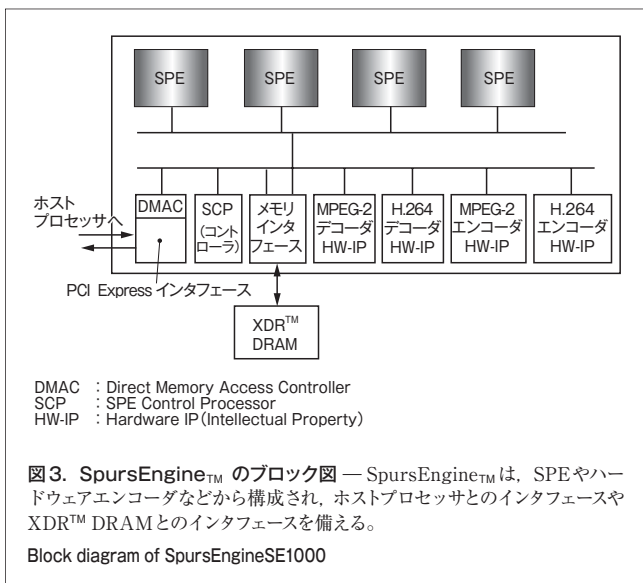 SPE
SPE
SPE
SPE
ホスト
プロセッサへ
DMAC
SCP
(コント
ローラ)
メモリ
インタ
フェース
MPEG-2
デコーダ
HW-IP
H.264
デコーダ
HW-IP
MPEG-2
エンコーダ
HW-IP
H.264
エンコーダ
HW-IP
PCI Express インタフェース
XDR™
DRAM
DMAC : Direct Memory Access Controller
SCP : SPE Control Processor
HW-IP : Hardware IP(Intellectual Property)
図3. SpursEngine™ のブロック図 — SpursEngine™は, SPEやハー
ドウェアエンコーダなどから構成され, ホストプロセッサとのインタフェースや
XDR™ DRAMとのインタフェースを備える。
Block diagram of SpursEngineSE1000